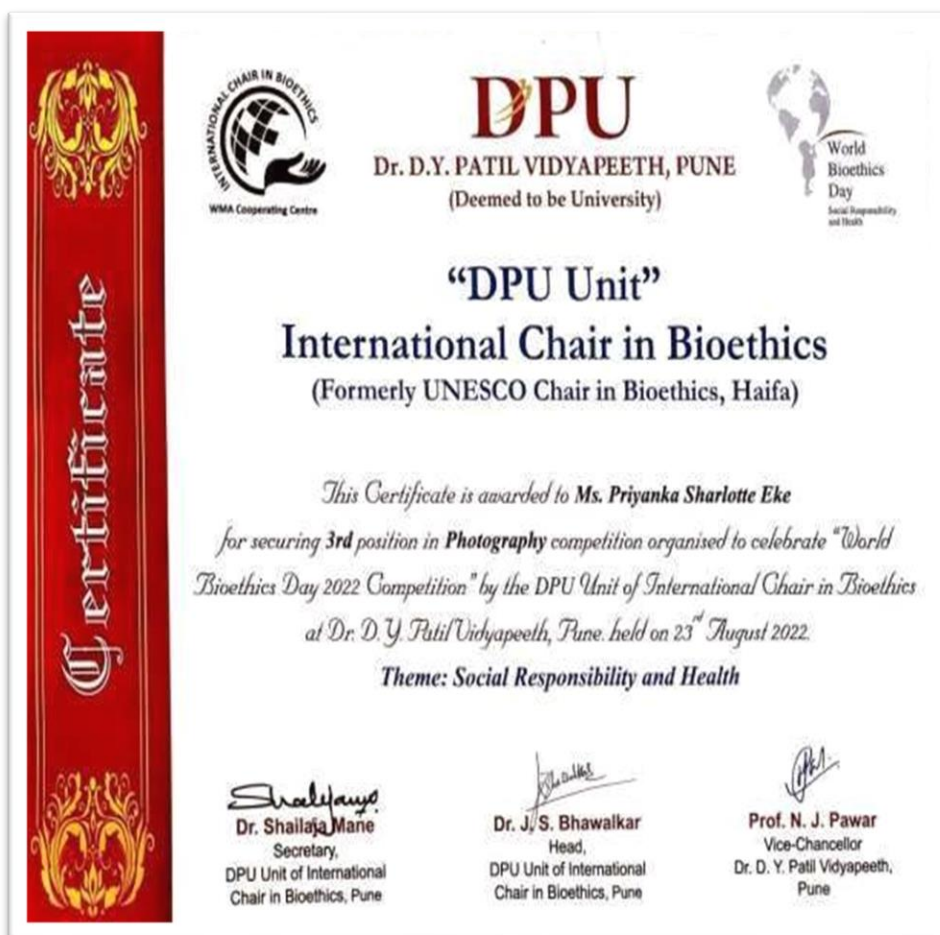 Certificate
INTERNATIONAL CHAIR IN BIOETHICS
WMA Cooperating Centre
DPU
Dr. D.Y. PATIL VIDYAPEETH, PUNE
(Deemed to be University)
World
Bioethics
Day
Social Responsibility
and Health
“DPU Unit”
International Chair in Bioethics
(Formerly UNESCO Chair in Bioethics, Haifa)
This Certificate is awarded to Ms. Priyanka Sharlotte Eke
for securing 3rd position in Photography competition organised to celebrate “World
Bioethics Day 2022 Competition” by the DPU Unit of International Chair in Bioethics
at Dr. D. Y. Patil Vidyapeeth, Pune. held on 23rd August 2022
Theme: Social Responsibility and Health
Dr. Shailaja Mane
Secretary,
DPU Unit of International
Chair in Bioethics, Pune
Dr. J. S. Bhawalkar
Head,
DPU Unit of International
Chair in Bioethics, Pune
Prof. N. J. Pawar
Vice-Chancellor
Dr. D. Y. Patil Vidyapeeth,
Pune